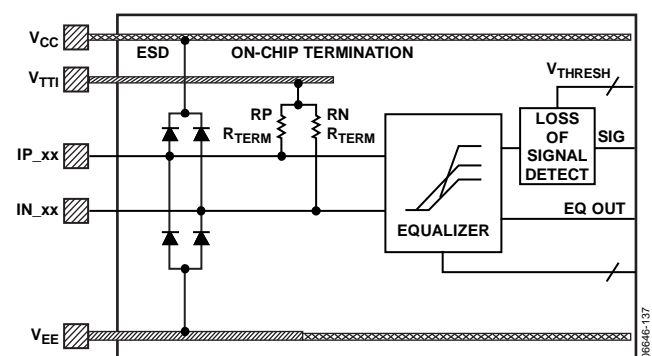 VCC
ESD
ON-CHIP TERMINATION
VTTI
VTHRESH
RP
RTERM
RN
RTERM
LOSS
OF
SIGNAL
DETECT
SIG
IP_xx
IN_xx
EQ OUT
EQUALIZER
VEE
06646-137